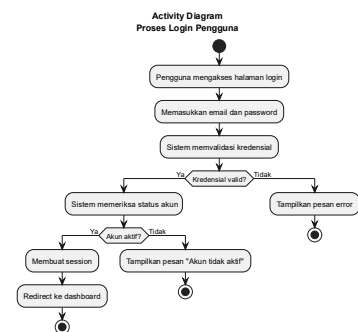 Activity Diagram
Proses Login Pengguna
Pengguna mengakses halaman login
Memasukkan email dan password
Sistem memvalidasi kredensial
Ya
Kredensial valid?
Tidak
Sistem memeriksa status akun
Tampilkan pesan error
Ya
Akun aktif?
Tidak
Membuat session
Tampilkan pesan "Akun tidak aktif"
Redirect ke dashboard